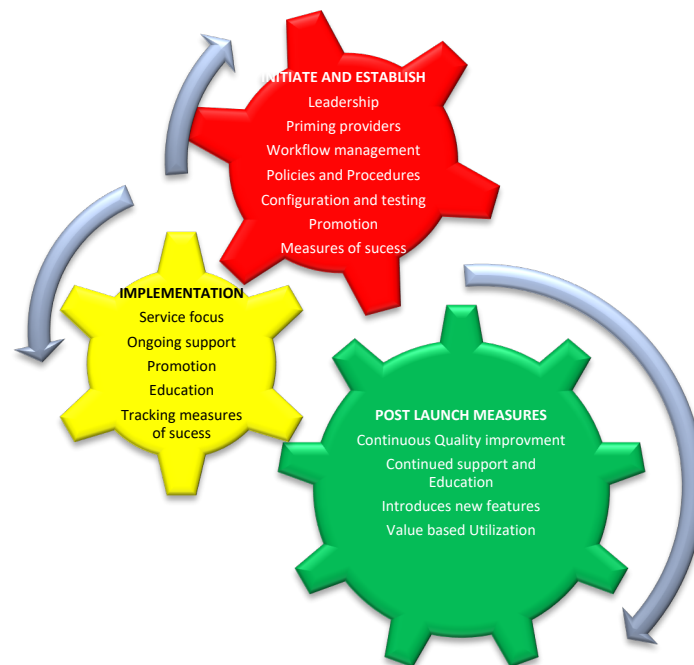 INITIATE AND ESTABLISH
Leadership
Priming providers
Workflow management
Policies and Procedures
Configuration and testing
Promotion
Measures of sucess
IMPLEMENTATION
Service focus
Ongoing support
Promotion
Education
Tracking measures
of sucess
POST LAUNCH MEASURES
Continuous Quality improvment
Continued support and
Education
Introduces new features
Value based Utilization